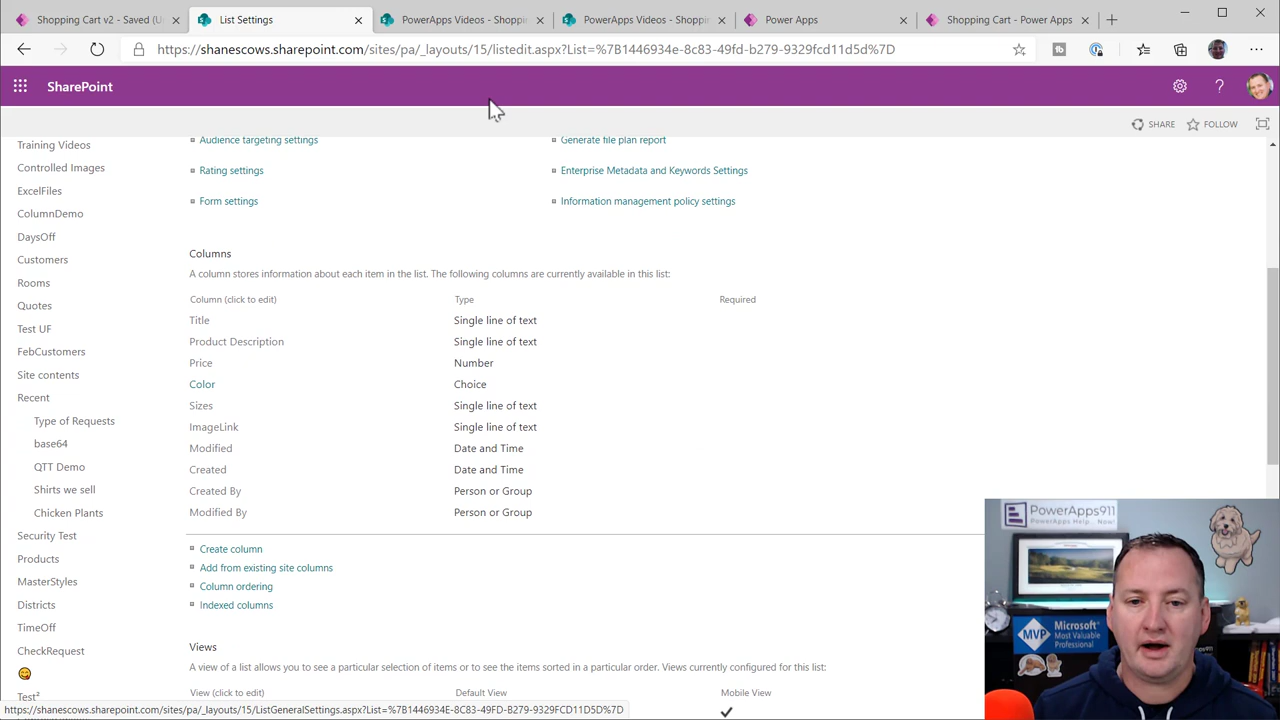 Shopping Cart v2 - Saved (U
List Settings
PowerApps Videos - Shoppin
PowerApps Videos - Shoppin
Power Apps
Shopping Cart - Power Apps
https://shanescows.sharepoint.com/sites/pa/_layouts/15/listedit.aspx?List=%7B1446934e-8c83-49fd-b279-9329fcd11d5d%7D
SharePoint
SHARE
FOLLOW
Training Videos
Controlled Images
ExcelFiles
ColumnDemo
DaysOff
Customers
Rooms
Quotes
Test UF
FebCustomers
Site contents
Recent
Type of Requests
base64
QTT Demo
Shirts we sell
Chicken Plants
Security Test
Products
MasterStyles
Districts
TimeOff
CheckRequest
Test²
Audience targeting settings
Generate file plan report
Rating settings
Enterprise Metadata and Keywords Settings
Form settings
Information management policy settings
Columns
A column stores information about each item in the list. The following columns are currently available in this list:
Column (click to edit) Type Required
Title Single line of text
Product Description Single line of text
Price Number
Color Choice
Sizes Single line of text
ImageLink Single line of text
Modified Date and Time
Created Date and Time
Created By Person or Group
Modified By Person or Group
Create column
Add from existing site columns
Column ordering
Indexed columns
Views
A view of a list allows you to see a particular selection of items or to see the items sorted in a particular order. Views currently configured for this list:
View (click to edit) Default View Mobile View
https://shanescows.sharepoint.com/sites/pa/_layouts/15/ListGeneralSettings.aspx?List=%7B1446934E-8C83-49FD-B279-9329FCD11D5D%7D
PowerApps911
PowerApps Help... Now!
Microsoft®
Most Valuable
Professional
MVP